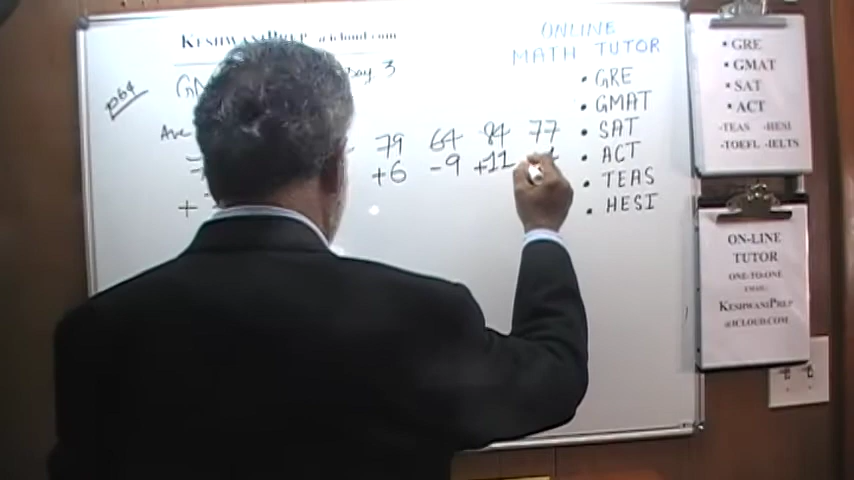 KESHWANIPREP @icloud.com
Day 3
p64
Ave
79 64 84 77
+6 -9 +11
+
ONLINE
MATH TUTOR
• GRE
• GMAT
• SAT
• ACT
• TEAS
• HESI
• GRE
• GMAT
• SAT
• ACT
-TEAS -HESI
-TOEFL -IELTS
ON-LINE
TUTOR
ONE-TO-ONE
EMAIL:
KESHWANIPREP
@ICLOUD.COM